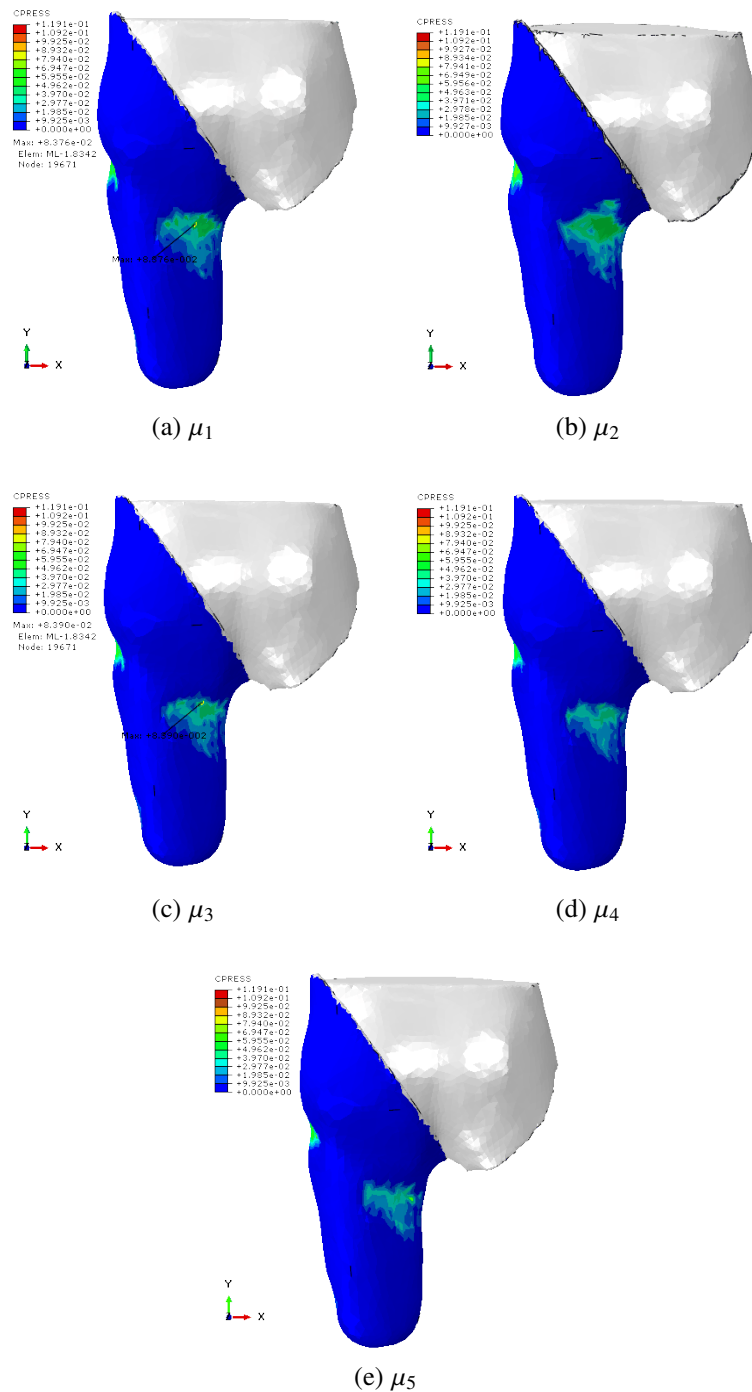 CPRESS
+1.191e-01
+1.092e-01
+9.925e-02
+8.932e-02
+7.940e-02
+6.947e-02
+5.955e-02
+4.962e-02
+3.970e-02
+2.977e-02
+1.985e-02
+9.925e-03
+0.000e+00
Max: +8.376e-02
Elem: ML-1.8342
Node: 19671
Max:
Y
X
(a) μ1
CPRESS
+1.191e-01
+1.092e-01
+9.927e-02
+8.934e-02
+7.941e-02
+6.949e-02
+5.956e-02
+4.963e-02
+3.971e-02
+2.978e-02
+1.985e-02
+9.927e-03
+0.000e+00
Y
X
(b) μ2
CPRESS
+1.191e-01
+1.092e-01
+9.925e-02
+8.932e-02
+7.940e-02
+6.947e-02
+5.955e-02
+4.962e-02
+3.970e-02
+2.977e-02
+1.985e-02
+9.925e-03
+0.000e+00
Max: +8.390e-02
Elem: ML-1.8342
Node: 19671
Max:
Y
X
(c) μ3
CPRESS
+1.191e-01
+1.092e-01
+9.925e-02
+8.932e-02
+7.940e-02
+6.947e-02
+5.955e-02
+4.962e-02
+3.970e-02
+2.977e-02
+1.985e-02
+9.925e-03
+0.000e+00
Y
X
(d) μ4
CPRESS
+1.191e-01
+1.092e-01
+9.925e-02
+8.932e-02
+7.940e-02
+6.947e-02
+5.955e-02
+4.962e-02
+3.970e-02
+2.977e-02
+1.985e-02
+9.925e-03
+0.000e+00
Y
X
(e) μ5